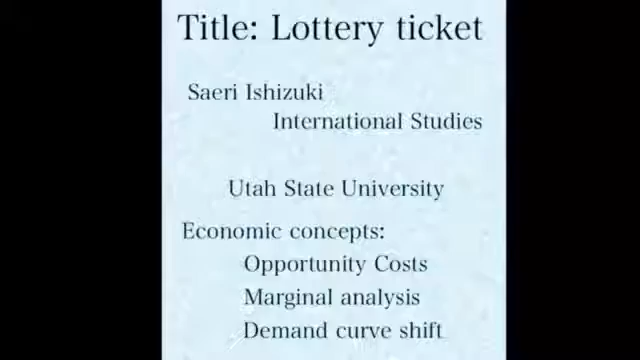 Title: Lottery ticket
Saeri Ishizuki
International Studies
Utah State University
Economic concepts:
Opportunity Costs
Marginal analysis
Demand curve shift